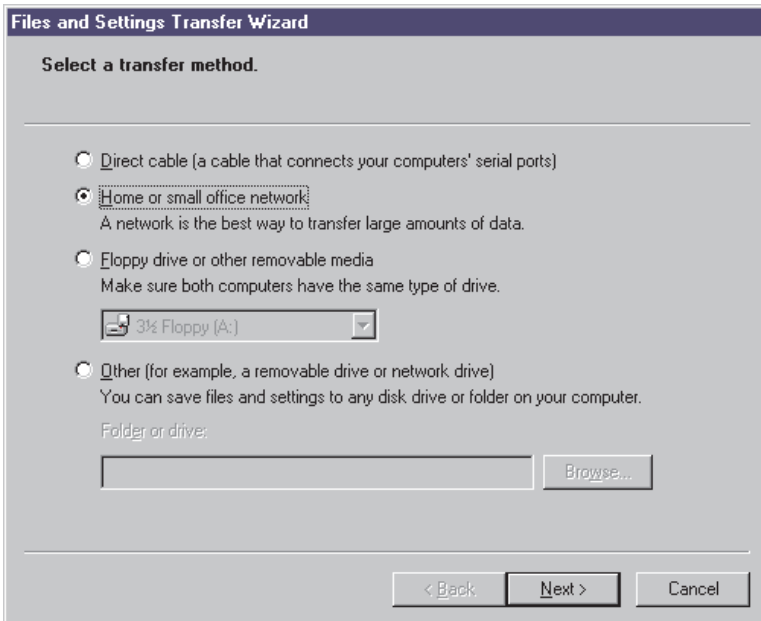 Files and Settings Transfer Wizard
Select a transfer method.
Direct cable (a cable that connects your computers' serial ports)
Home or small office network
A network is the best way to transfer large amounts of data.
Floppy drive or other removable media
Make sure both computers have the same type of drive.
3½ Floppy (A:)
Other (for example, a removable drive or network drive)
You can save files and settings to any disk drive or folder on your computer.
Folder or drive:
Browse...
< Back
Next >
Cancel